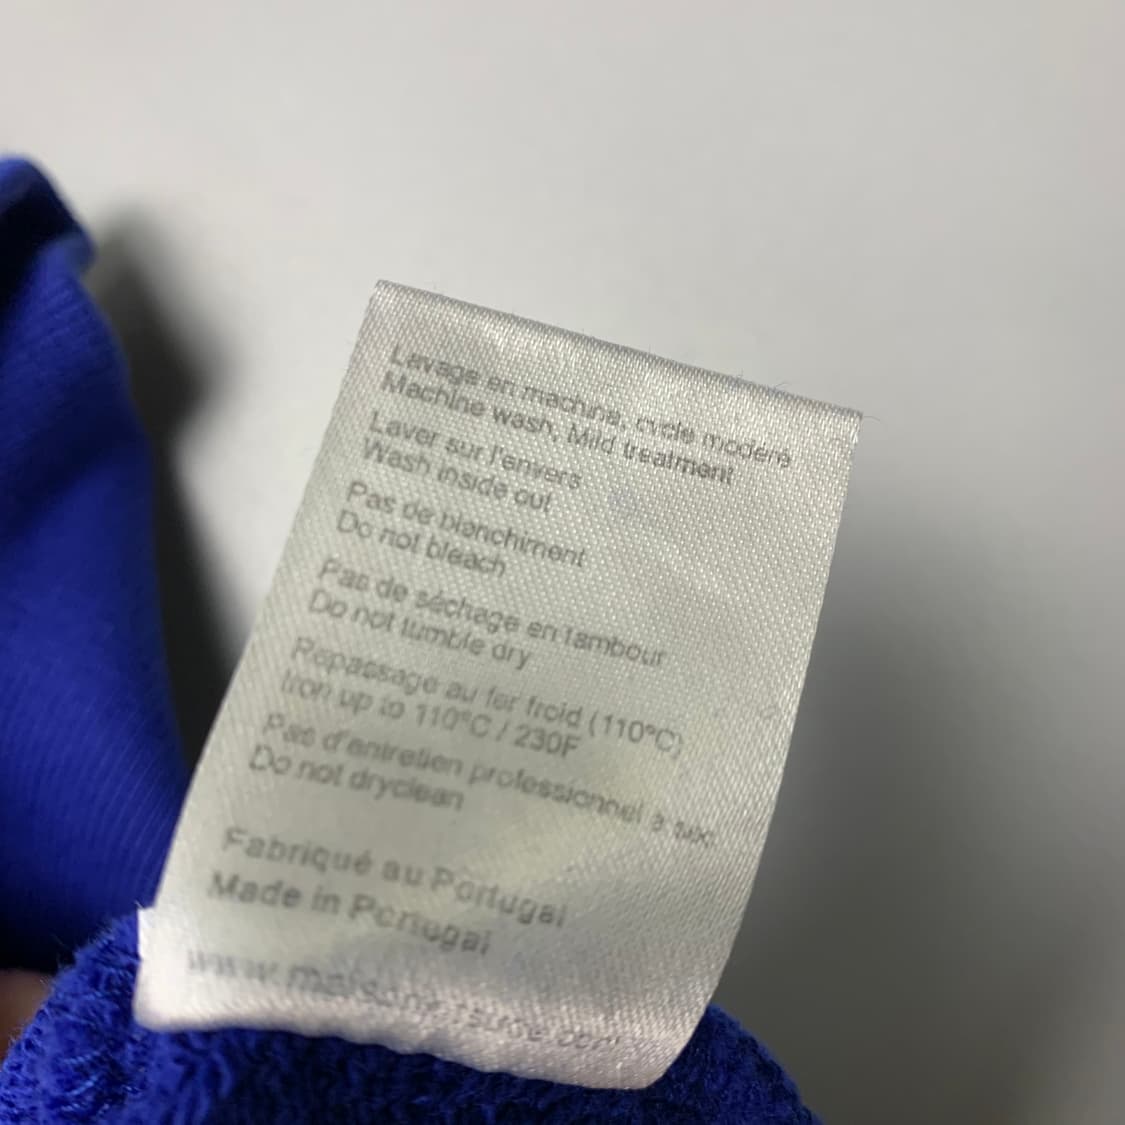 Lavage en machine, cycle modéré
Machine wash, Mild treatment
Laver sur l'envers
Wash inside out
Pas de blanchiment
Do not bleach
Pas de séchage en tambour
Do not tumble dry
Repassage au fer froid (110°C)
Iron up to 110°C / 230F
Pas d'entretien professionnel à sec
Do not dryclean
Fabriqué au Portugal
Made in Portugal